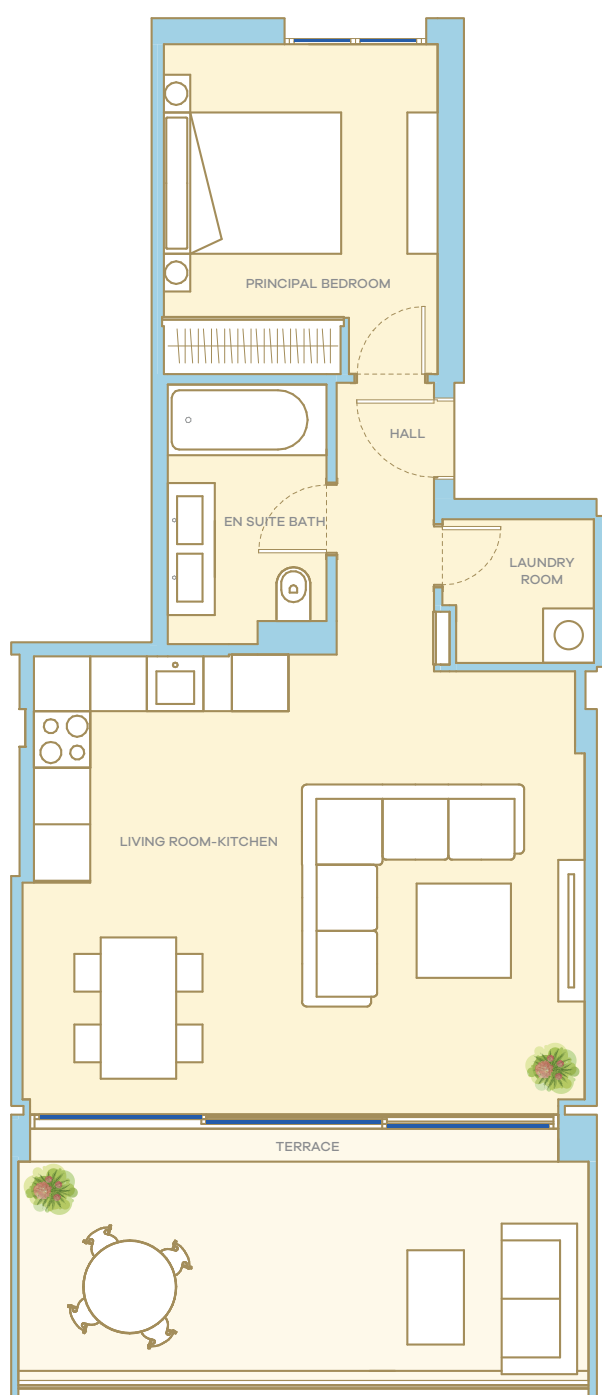 PRINCIPAL BEDROOM
HALL
EN SUITE BATH
LAUNDRY
ROOM
LIVING ROOM-KITCHEN
TERRACE